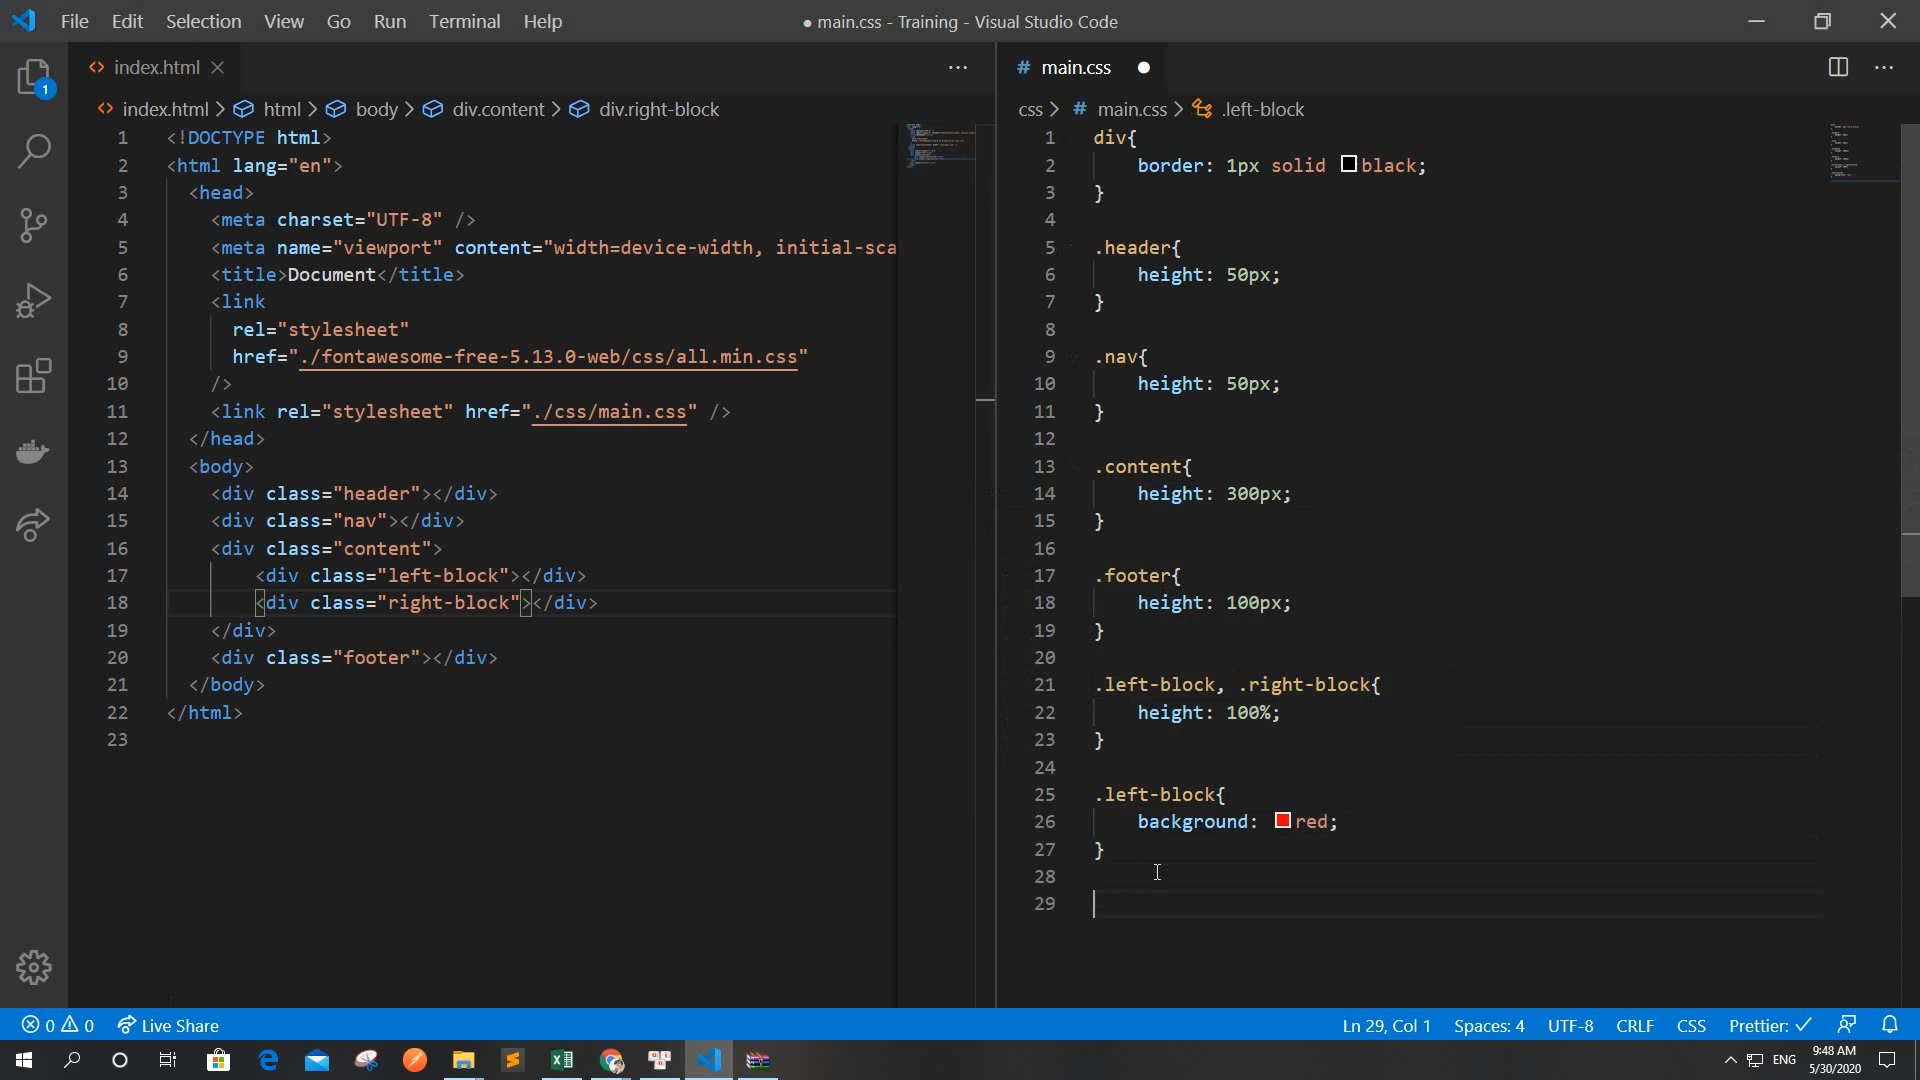 File Edit Selection View Go Run Terminal Help
● main.css - Training - Visual Studio Code
1
index.html
index.html > html > body > div.content > div.right-block
1 <!DOCTYPE html>
2 <html lang="en">
3 <head>
4 <meta charset="UTF-8" />
5 <meta name="viewport" content="width=device-width, initial-sca
6 <title>Document</title>
7 <link
8 rel="stylesheet"
9 href="./fontawesome-free-5.13.0-web/css/all.min.css"
10 />
11 <link rel="stylesheet" href="./css/main.css" />
12 </head>
13 <body>
14 <div class="header"></div>
15 <div class="nav"></div>
16 <div class="content">
17 <div class="left-block"></div>
18 <div class="right-block"></div>
19 </div>
20 <div class="footer"></div>
21 </body>
22 </html>
23
# main.css ●
css > # main.css > .left-block
1 div{
2 border: 1px solid black;
3 }
4
5 .header{
6 height: 50px;
7 }
8
9 .nav{
10 height: 50px;
11 }
12
13 .content{
14 height: 300px;
15 }
16
17 .footer{
18 height: 100px;
19 }
20
21 .left-block, .right-block{
22 height: 100%;
23 }
24
25 .left-block{
26 background: red;
27 }
28
29
0 0 Live Share
Ln 29, Col 1 Spaces: 4 UTF-8 CRLF CSS Prettier: ✓
ENG
9:48 AM
5/30/2020